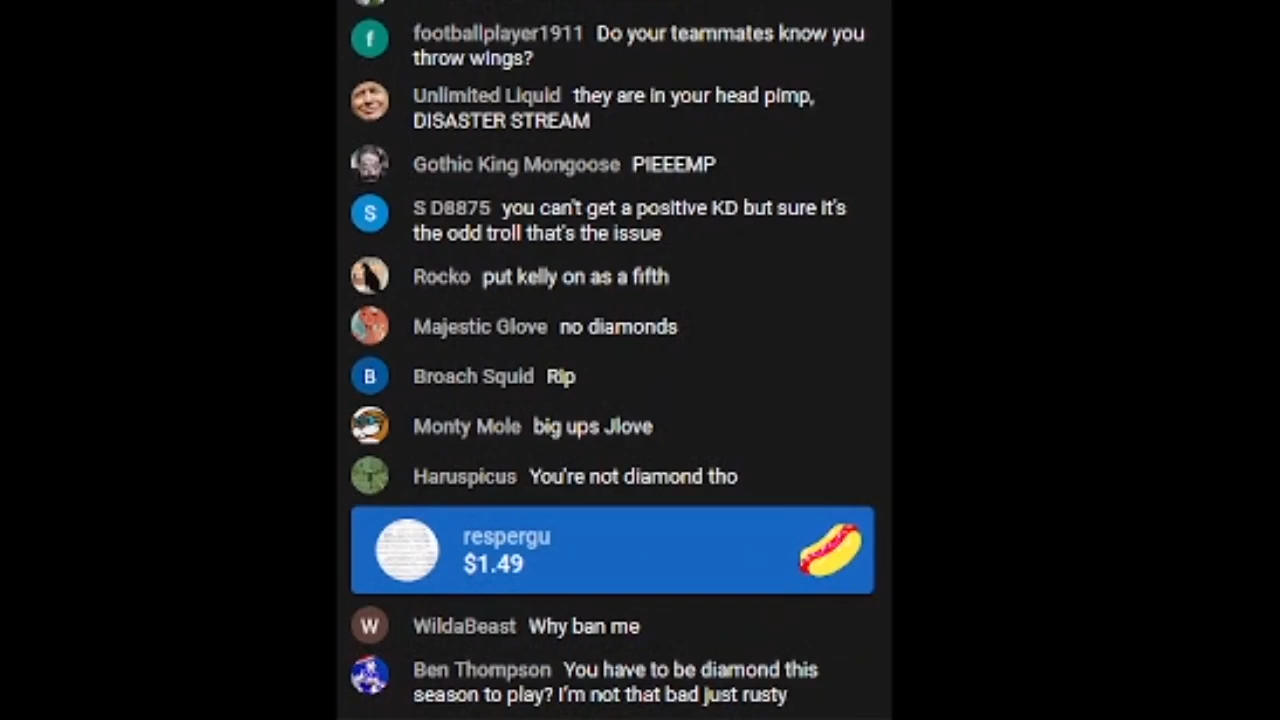 f footballplayer1911 Do your teammates know you
throw wings?
Unlimited Liquid they are in your head pimp,
DISASTER STREAM
Gothic King Mongoose PIEEEMP
S S D8875 you can't get a positive KD but sure it's
the odd troll that's the issue
Rocko put kelly on as a fifth
Majestic Glove no diamonds
B Broach Squid Rip
Monty Mole big ups Jlove
Haruspicus You're not diamond tho
respergu
$1.49
W WildaBeast Why ban me
Ben Thompson You have to be diamond this
season to play? I'm not that bad just rusty